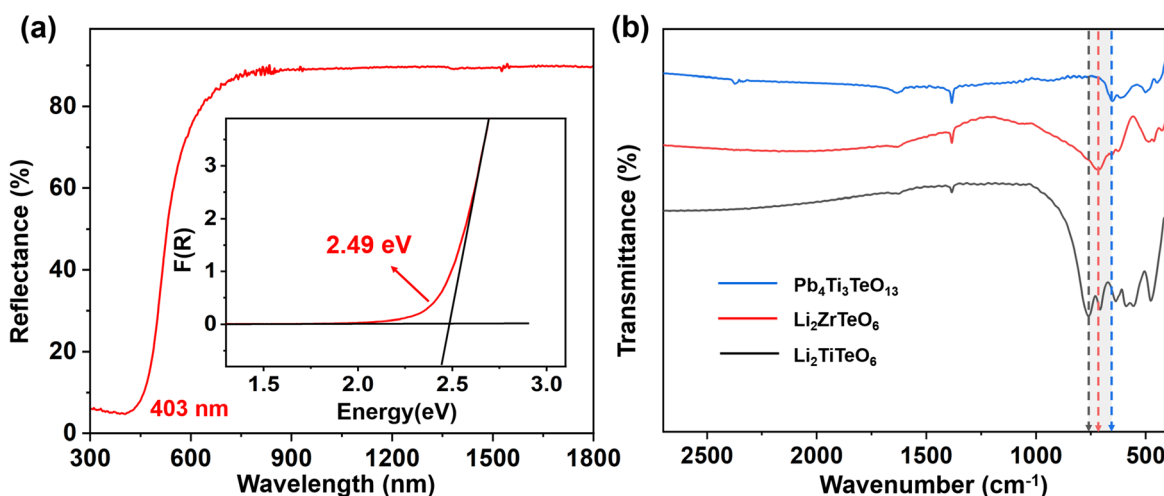 (a)
Reflectance (%)
80
60
40
20
0
300
600
900
1200
1500
1800
Wavelength (nm)
403 nm
F(R)
4
3
2
1
0
1.5
2.0
2.5
3.0
Energy(eV)
2.49 eV
(b)
Transmittance (%)
Pb₄Ti₃TeO₁₃
Li₂ZrTeO₆
Li₂TiTeO₆
2500
2000
1500
1000
500
Wavenumber (cm⁻¹)